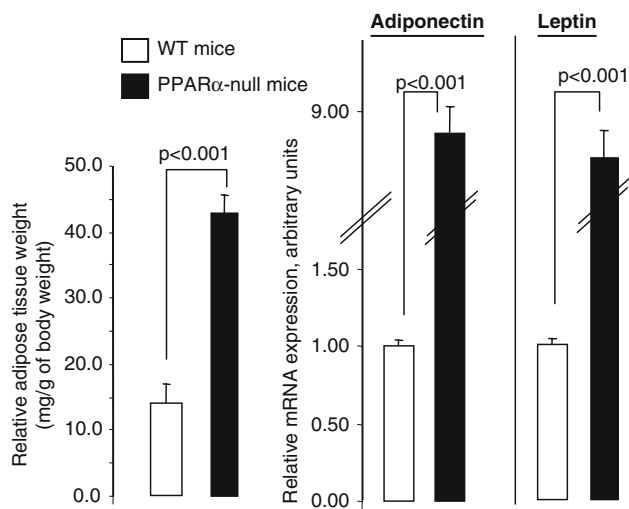 WT mice
PPARα-null mice
Relative adipose tissue weight
(mg/g of body weight)
50.0
40.0
30.0
20.0
10.0
0.0
p<0.001
Adiponectin
Leptin
Relative mRNA expression, arbitrary units
9.00
1.50
1.00
0.50
0.00
p<0.001
p<0.001